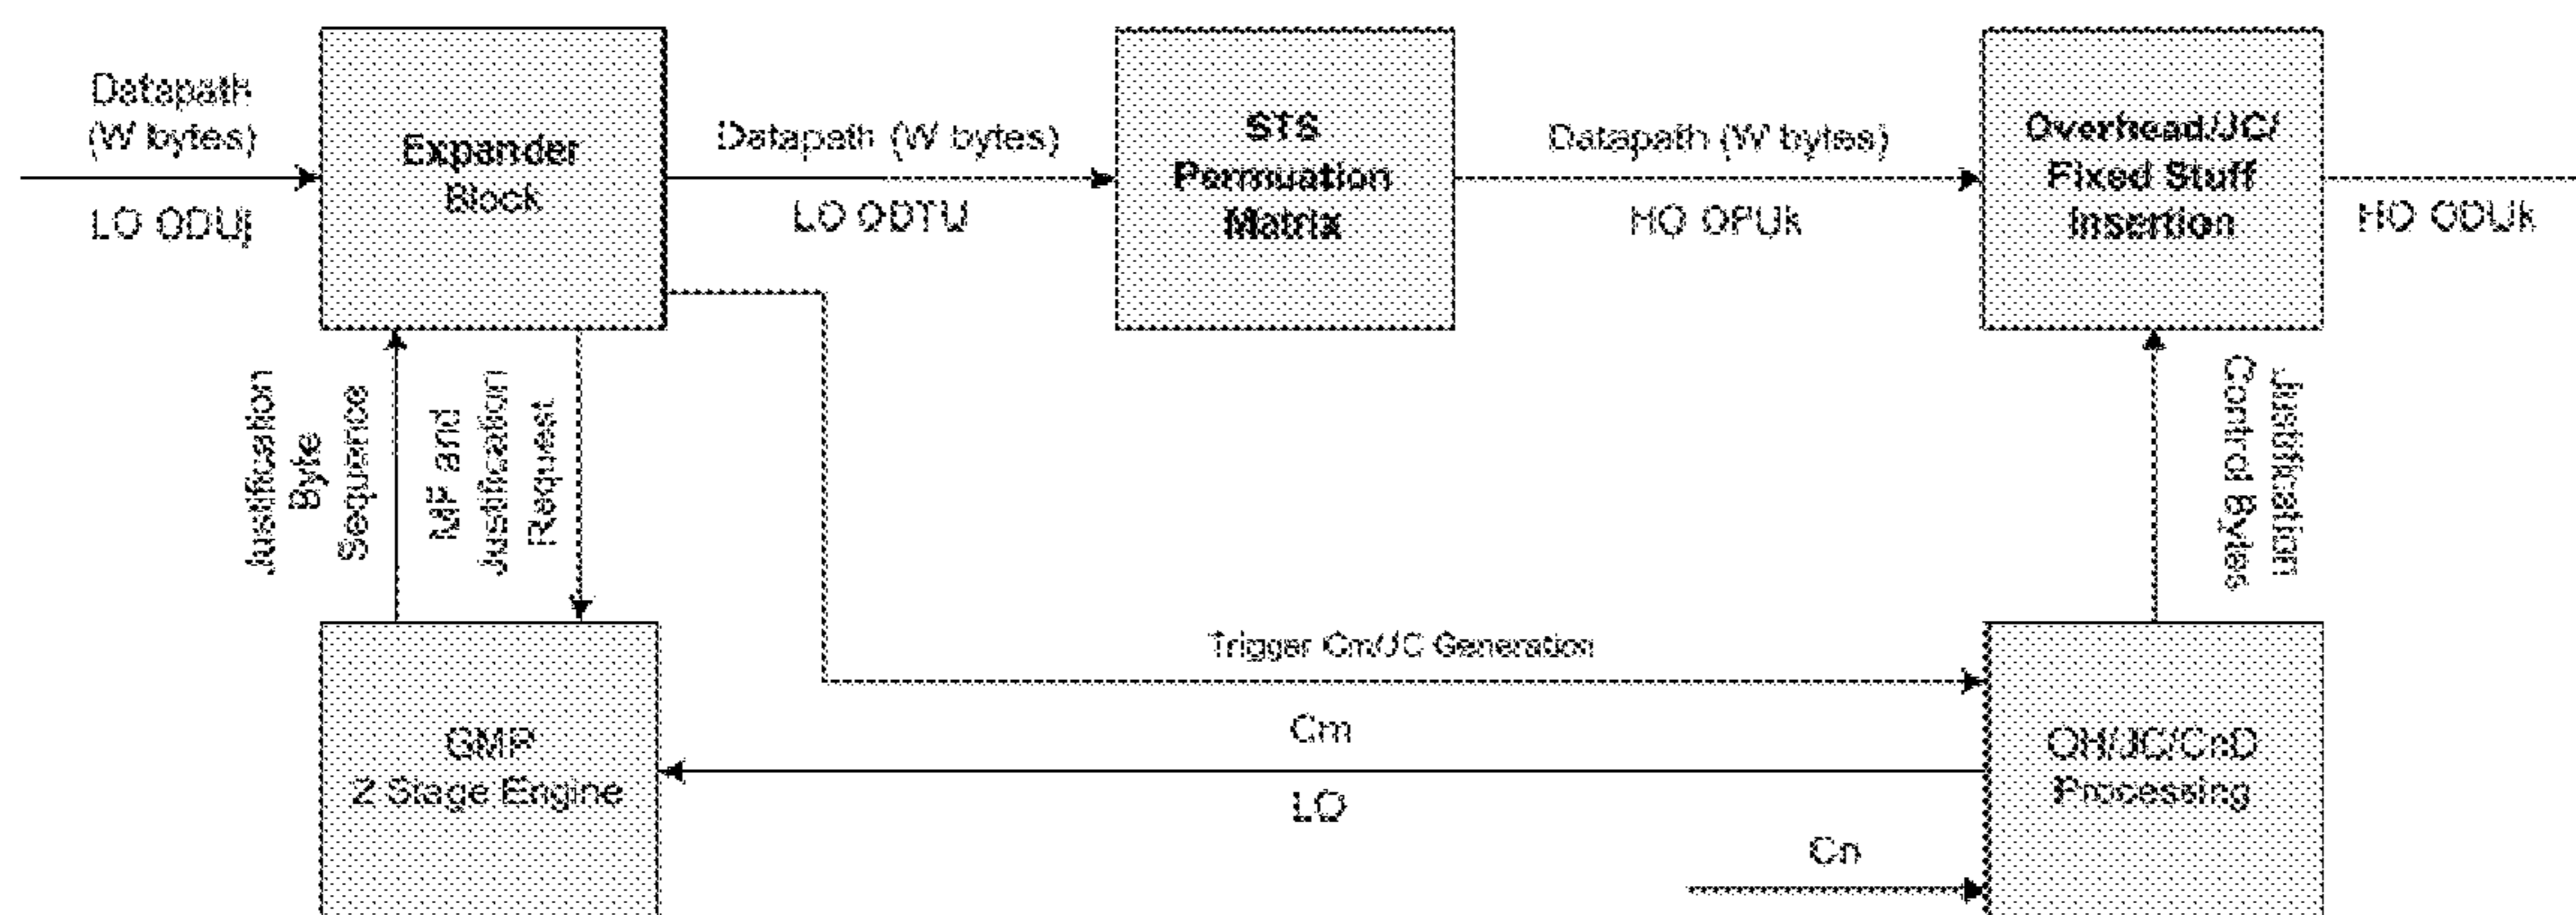 Datapath
(W bytes)
LO ODUj
Expander
Block
Datapath (W bytes)
LO ODTU
STS
Permuation
Matrix
Datapath (W bytes)
HO OPUk
Overhead/JC/
Fixed Stuff
Insertion
HO ODUk
Justification
Byte
Sequence
MF and
Justification
Request
Justification
Control Bytes
Trigger Cm/JC Generation
GMP
2 Stage Engine
Cm
LO
OH/JC/CnD
Processing
Cn